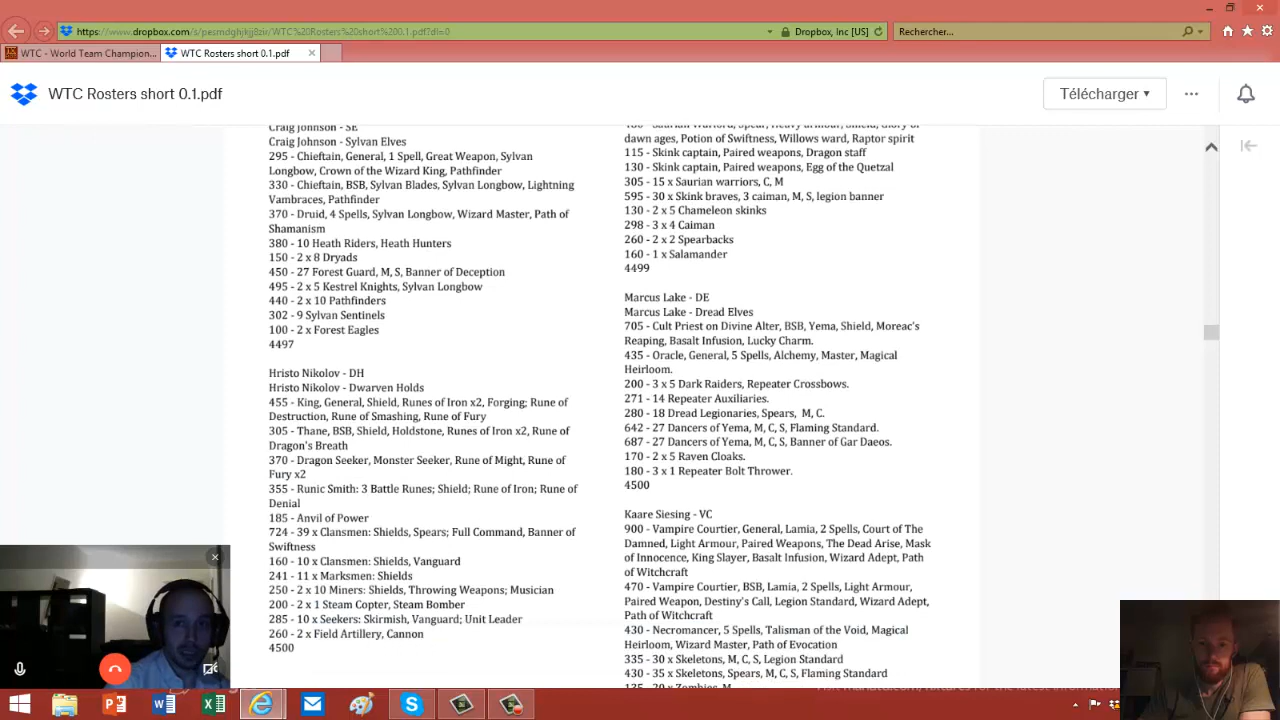 https://www.dropbox.com/s/pesmdghjkjj8zir/WTC%20Rosters%20short%200.1.pdf?dl=0
Dropbox, Inc [US]
Rechercher...
WTC - World Team Champion...
WTC Rosters short 0.1.pdf
WTC Rosters short 0.1.pdf
Télécharger
Craig Johnson - SE
Craig Johnson - Sylvan Elves
295 - Chieftain, General, 1 Spell, Great Weapon, Sylvan
Longbow, Crown of the Wizard King, Pathfinder
330 - Chieftain, BSB, Sylvan Blades, Sylvan Longbow, Lightning
Vambraces, Pathfinder
370 - Druid, 4 Spells, Sylvan Longbow, Wizard Master, Path of
Shamanism
380 - 10 Heath Riders, Heath Hunters
150 - 2 x 8 Dryads
450 - 27 Forest Guard, M, S, Banner of Deception
495 - 2 x 5 Kestrel Knights, Sylvan Longbow
440 - 2 x 10 Pathfinders
302 - 9 Sylvan Sentinels
100 - 2 x Forest Eagles
4497
Hristo Nikolov - DH
Hristo Nikolov - Dwarven Holds
455 - King, General, Shield, Runes of Iron x2, Forging; Rune of
Destruction, Rune of Smashing, Rune of Fury
305 - Thane, BSB, Shield, Holdstone, Runes of Iron x2, Rune of
Dragon's Breath
370 - Dragon Seeker, Monster Seeker, Rune of Might, Rune of
Fury x2
355 - Runic Smith: 3 Battle Runes; Shield; Rune of Iron; Rune of
Denial
185 - Anvil of Power
724 - 39 x Clansmen: Shields, Spears; Full Command, Banner of
Swiftness
160 - 10 x Clansmen: Shields, Vanguard
241 - 11 x Marksmen: Shields
250 - 2 x 10 Miners: Shields, Throwing Weapons; Musician
200 - 2 x 1 Steam Copter, Steam Bomber
285 - 10 x Seekers: Skirmish, Vanguard; Unit Leader
260 - 2 x Field Artillery, Cannon
4500
Saurian Warlord, Spear, Heavy armour, Shield, Glory of
dawn ages, Potion of Swiftness, Willows ward, Raptor spirit
115 - Skink captain, Paired weapons, Dragon staff
130 - Skink captain, Paired weapons, Egg of the Quetzal
305 - 15 x Saurian warriors, C, M
595 - 30 x Skink braves, 3 caiman, M, S, legion banner
130 - 2 x 5 Chameleon skinks
298 - 3 x 4 Caiman
260 - 2 x 2 Spearbacks
160 - 1 x Salamander
4499
Marcus Lake - DE
Marcus Lake - Dread Elves
705 - Cult Priest on Divine Alter, BSB, Yema, Shield, Moreac's
Reaping, Basalt Infusion, Lucky Charm.
435 - Oracle, General, 5 Spells, Alchemy, Master, Magical
Heirloom.
200 - 3 x 5 Dark Raiders, Repeater Crossbows.
271 - 14 Repeater Auxiliaries.
280 - 18 Dread Legionaries, Spears, M, C.
642 - 27 Dancers of Yema, M, C, S, Flaming Standard.
687 - 27 Dancers of Yema, M, C, S, Banner of Gar Daeos.
170 - 2 x 5 Raven Cloaks.
180 - 3 x 1 Repeater Bolt Thrower.
4500
Kaare Siesing - VC
900 - Vampire Courtier, General, Lamia, 2 Spells, Court of The
Damned, Light Armour, Paired Weapons, The Dead Arise, Mask
of Innocence, King Slayer, Basalt Infusion, Wizard Adept, Path
of Witchcraft
470 - Vampire Courtier, BSB, Lamia, 2 Spells, Light Armour,
Paired Weapon, Destiny's Call, Legion Standard, Wizard Adept,
Path of Witchcraft
430 - Necromancer, 5 Spells, Talisman of the Void, Magical
Heirloom, Wizard Master, Path of Evocation
335 - 30 x Skeletons, M, C, S, Legion Standard
430 - 35 x Skeletons, Spears, M, C, S, Flaming Standard
135 - 20 x Zombies, M
for the latest information